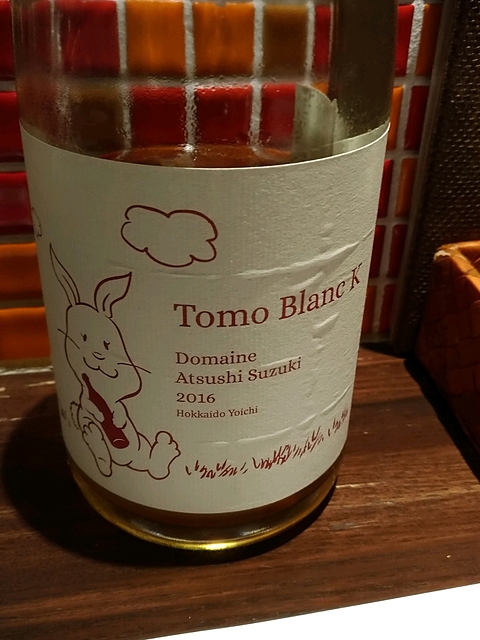 Tomo Blanc K
Domaine
Atsushi Suzuki
2016
Hokkaido Yoichi